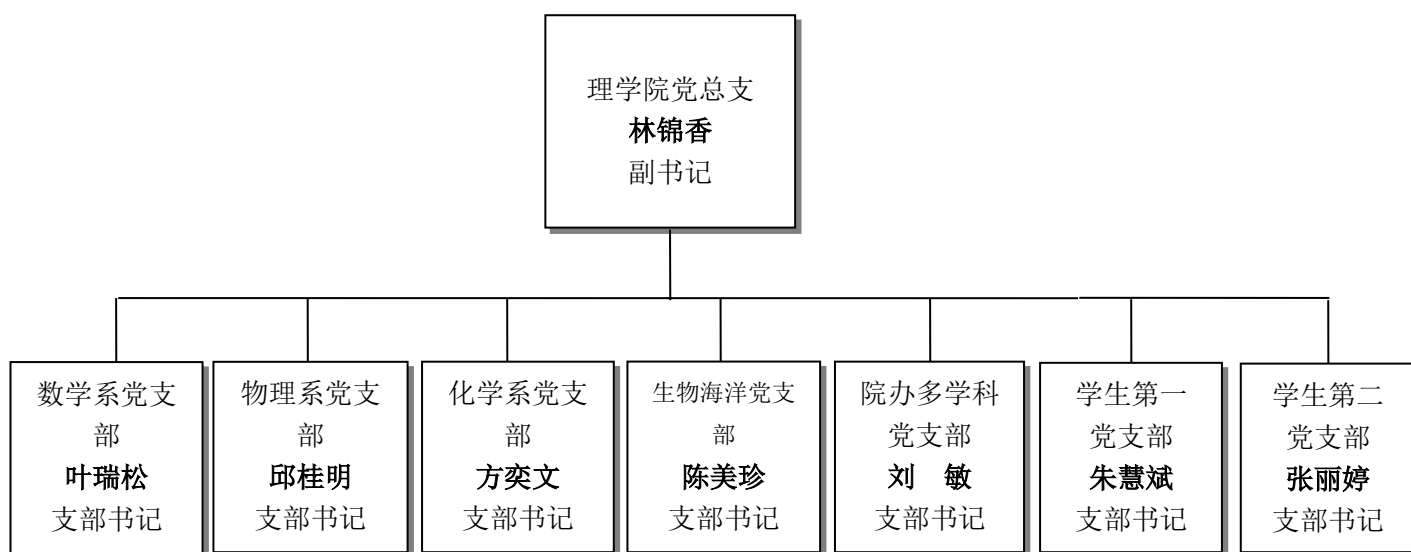 理学院党总支
林锦香
副书记
数学系党支
部
叶瑞松
支部书记
物理系党支
部
邱桂明
支部书记
化学系党支
部
方奕文
支部书记
生物海洋党支
部
陈美珍
支部书记
院办多学科
党支部
刘　敏
支部书记
学生第一
党支部
朱慧斌
支部书记
学生第二
党支部
张丽婷
支部书记